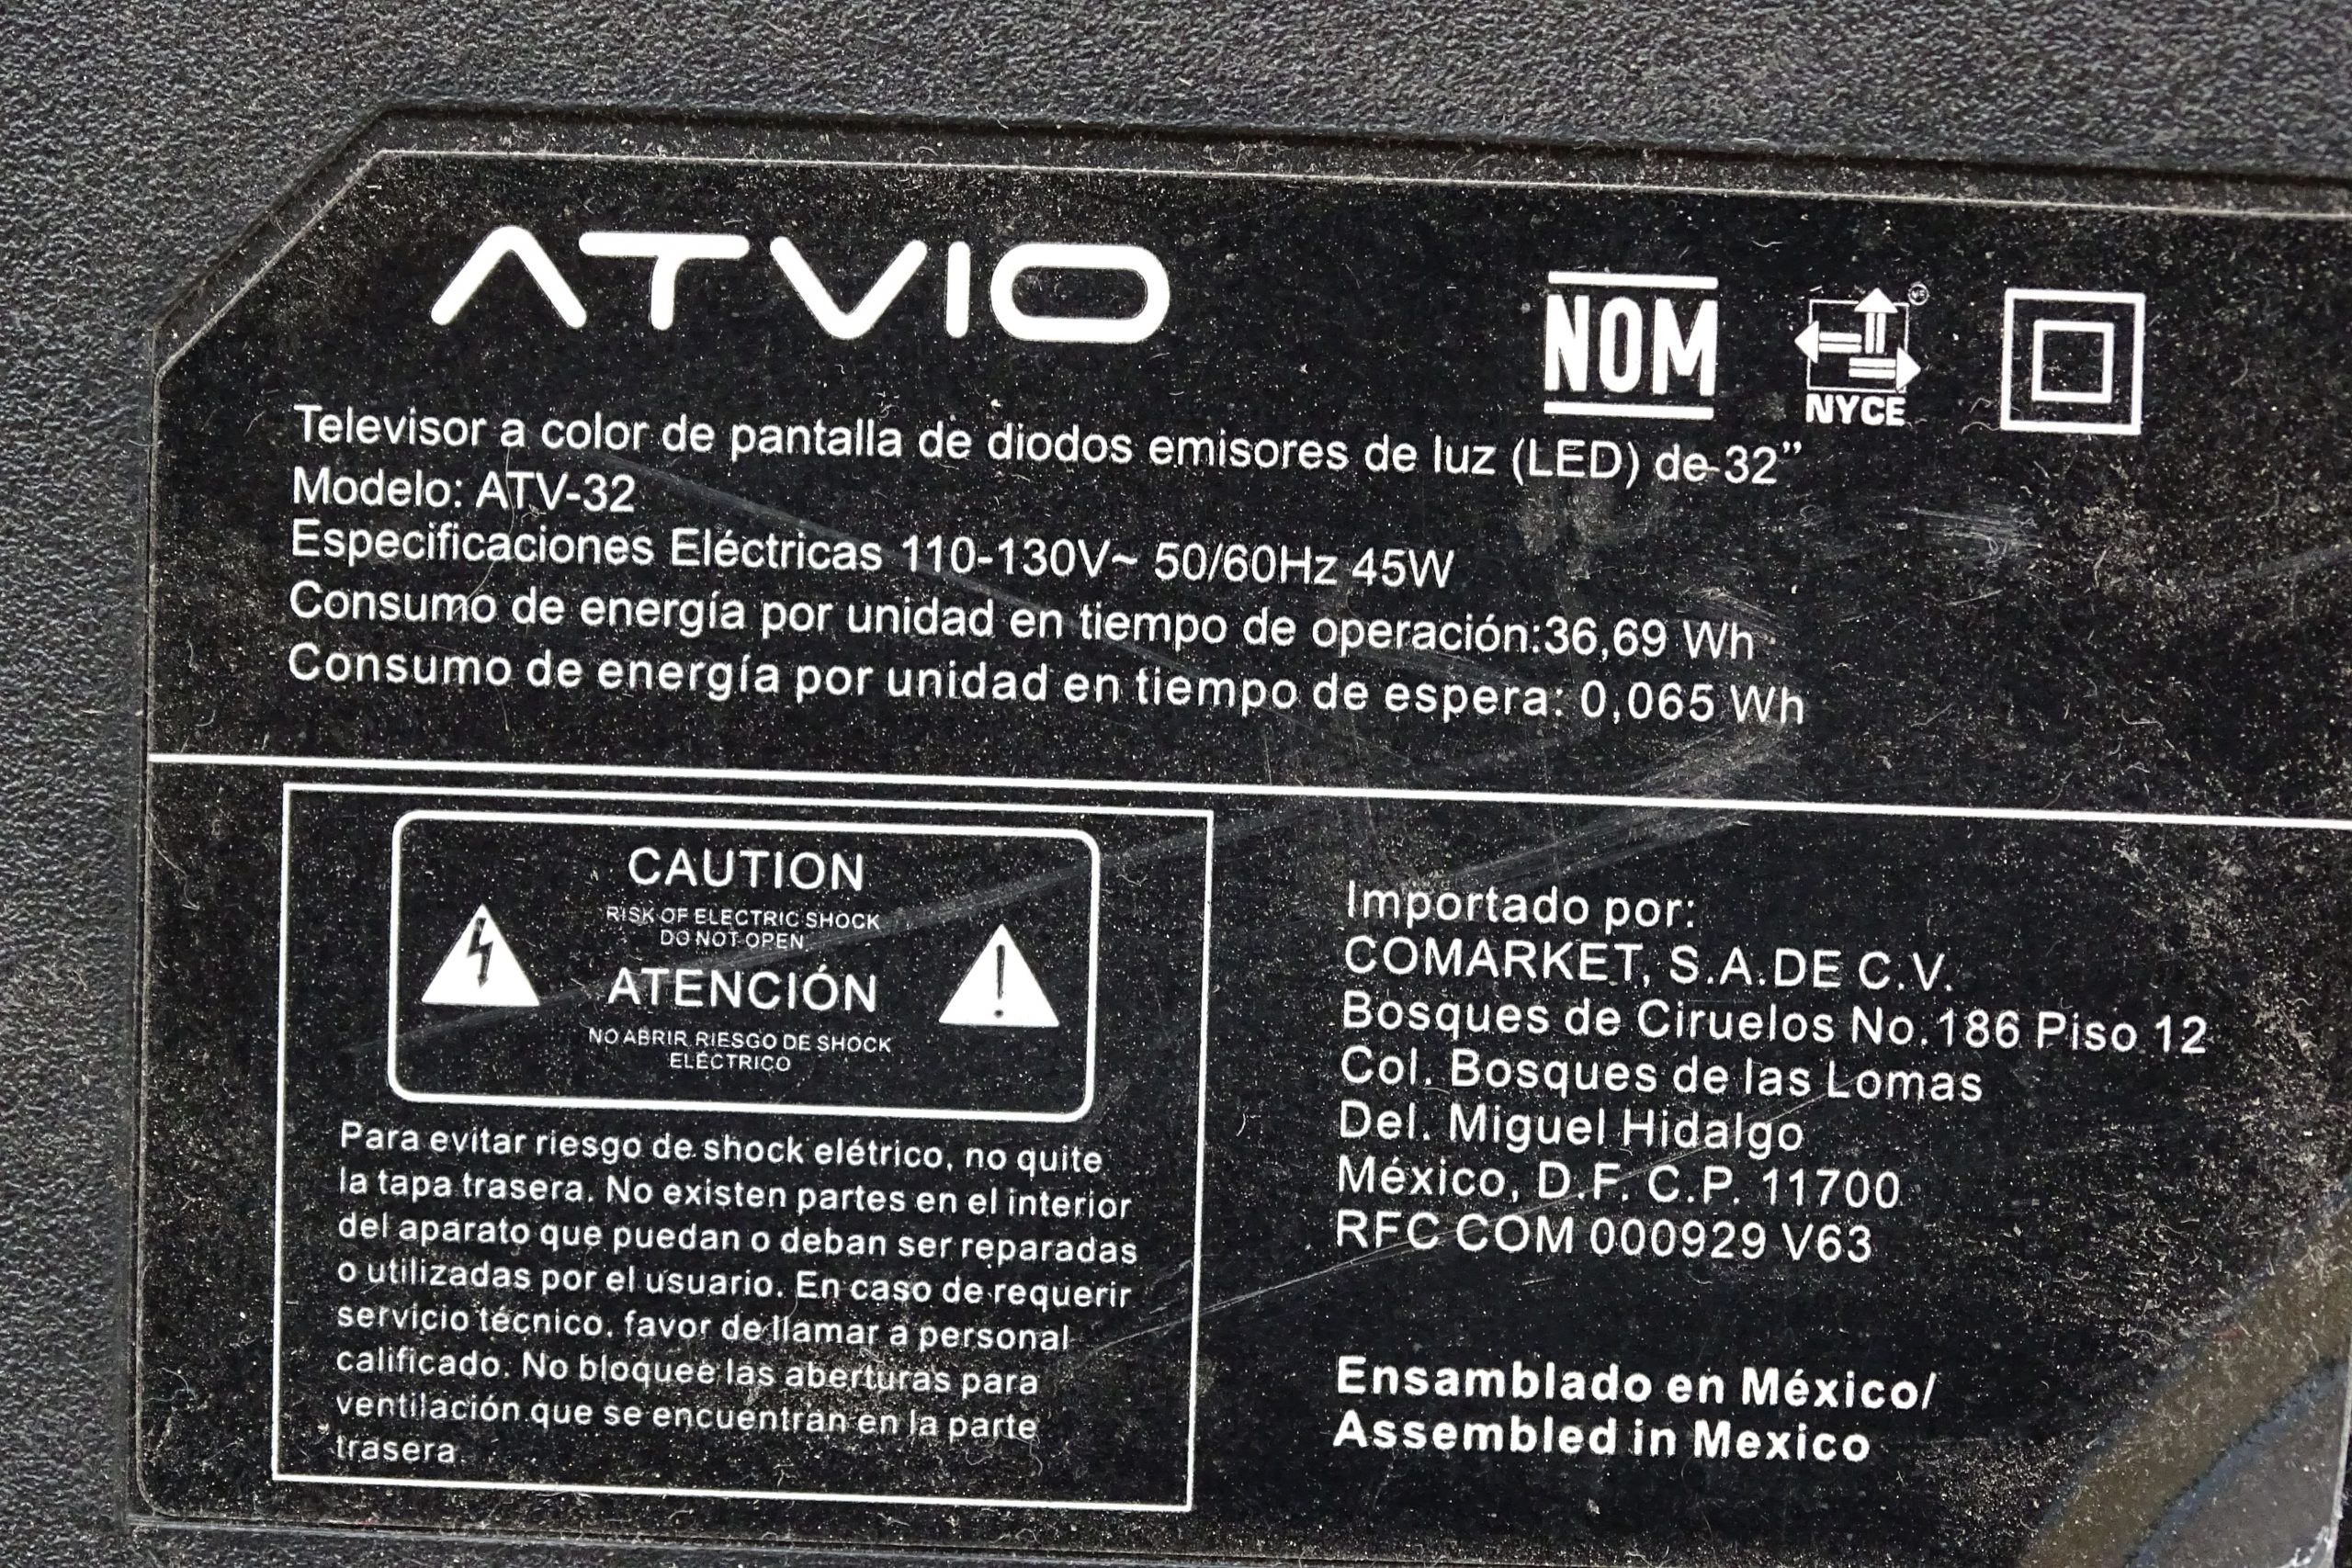 ATVIO
NOM
NYCE
Televisor a color de pantalla de diodos emisores de luz (LED) de 32”
Modelo: ATV-32
Especificaciones Eléctricas 110-130V~ 50/60Hz 45W
Consumo de energía por unidad en tiempo de operación:36,69 Wh
Consumo de energía por unidad en tiempo de espera: 0,065 Wh
CAUTION
RISK OF ELECTRIC SHOCK
DO NOT OPEN
ATENCIÓN
NO ABRIR RIESGO DE SHOCK
ELÉCTRICO
Para evitar riesgo de shock elétrico, no quite
la tapa trasera. No existen partes en el interior
del aparato que puedan o deban ser reparadas
o utilizadas por el usuario. En caso de requerir
servicio técnico. favor de llamar a personal
calificado. No bloquee las aberturas para
ventilación que se encuentran en la parte
trasera.
Importado por:
COMARKET, S.A.DE C.V.
Bosques de Ciruelos No.186 Piso 12
Col. Bosques de las Lomas
Del. Miguel Hidalgo
México, D.F. C.P. 11700
RFC COM 000929 V63
Ensamblado en México/
Assembled in Mexico